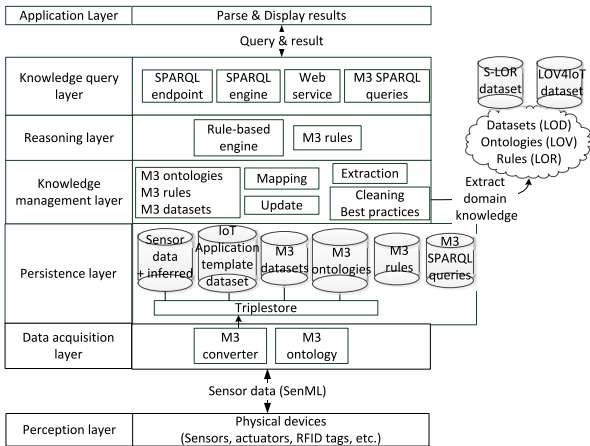 Application Layer
Parse & Display results
Query & result
Knowledge query
layer
SPARQL
endpoint
SPARQL
engine
Web
service
M3 SPARQL
queries
S-LOR
dataset
LOV4IoT
dataset
Datasets (LOD)
Ontologies (LOV)
Rules (LOR)
Reasoning layer
Rule-based
engine
M3 rules
Knowledge
management layer
M3 ontologies
M3 rules
M3 datasets
Mapping
Update
Extraction
Cleaning
Best practices
Extract
domain
knowledge
Persistence layer
Sensor
data
+ inferred
IoT
Application
template
dataset
M3
datasets
M3
ontologies
M3
rules
M3
SPARQL
queries
Triplestore
Data acquisition
layer
M3
converter
M3
ontology
Sensor data (SenML)
Perception layer
Physical devices
(Sensors, actuators, RFID tags, etc.)